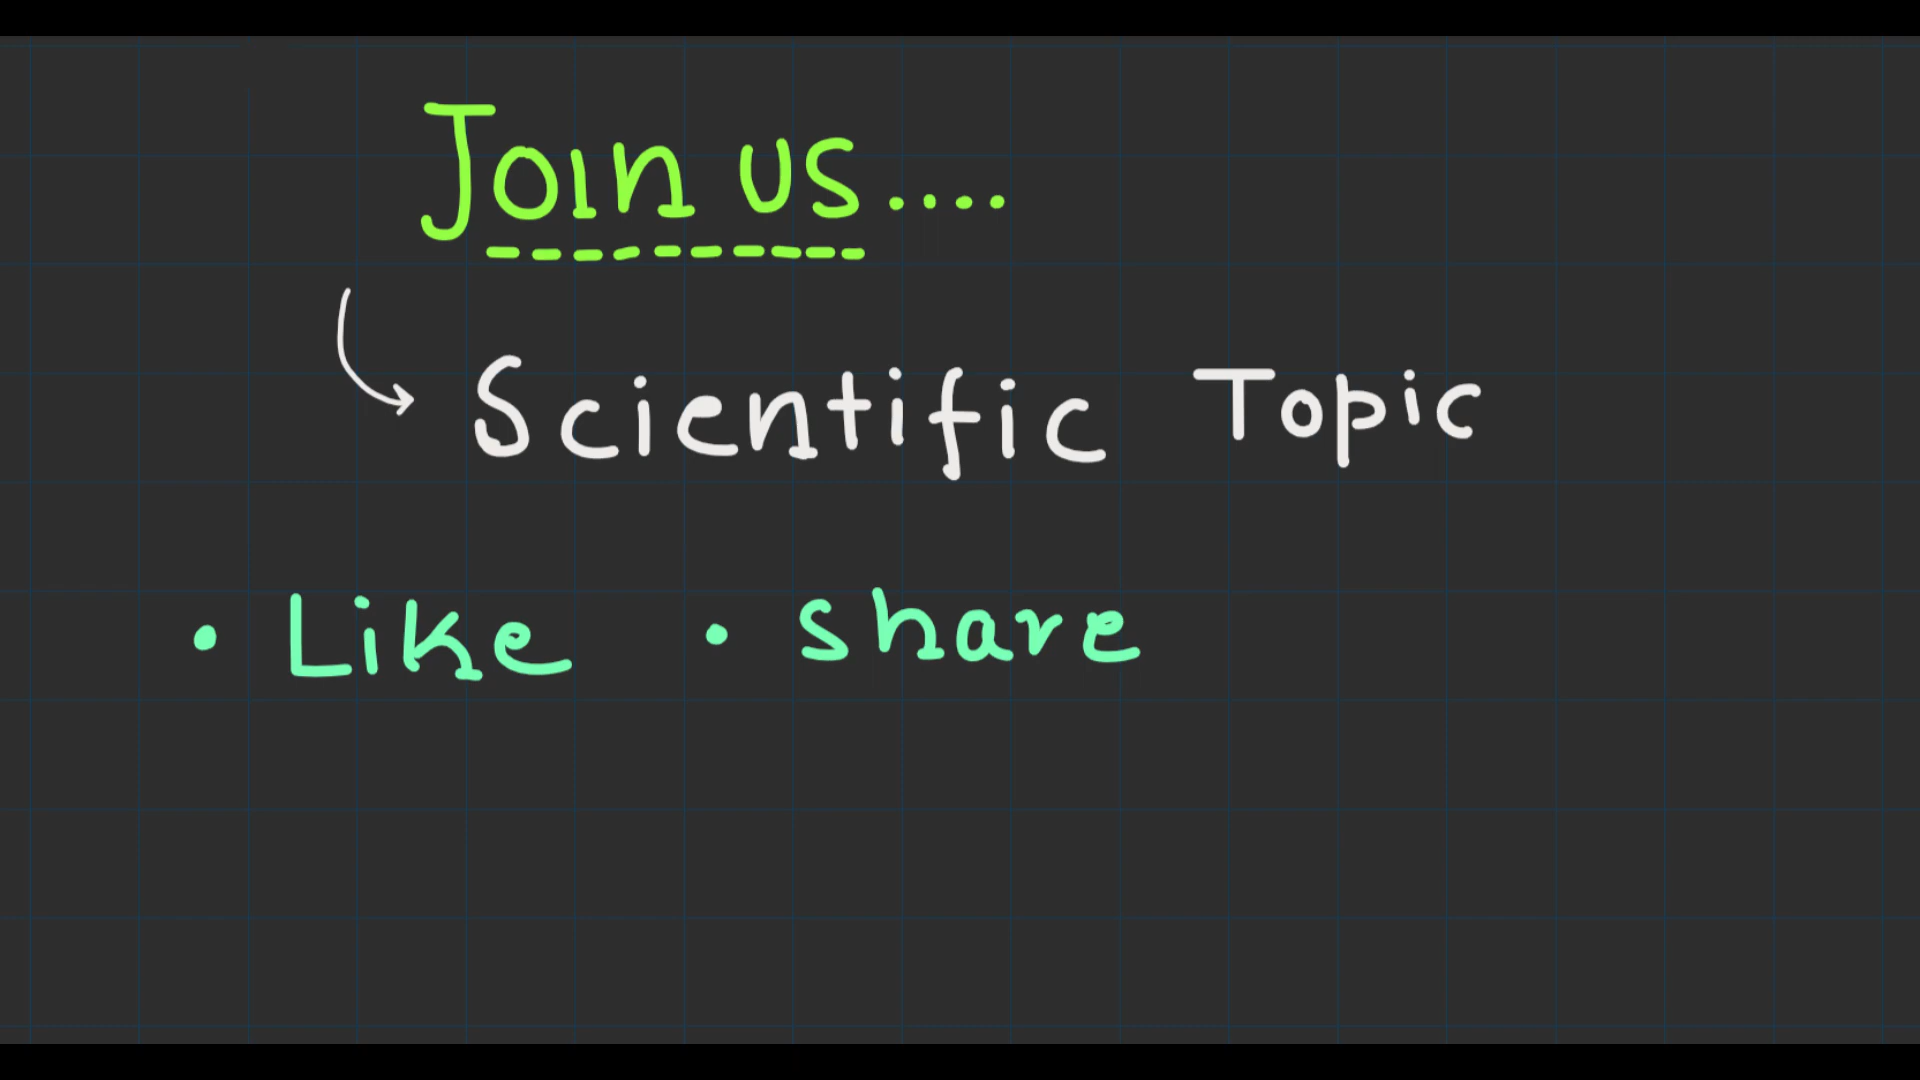 Join us....
Scientific Topic
• Like • Share